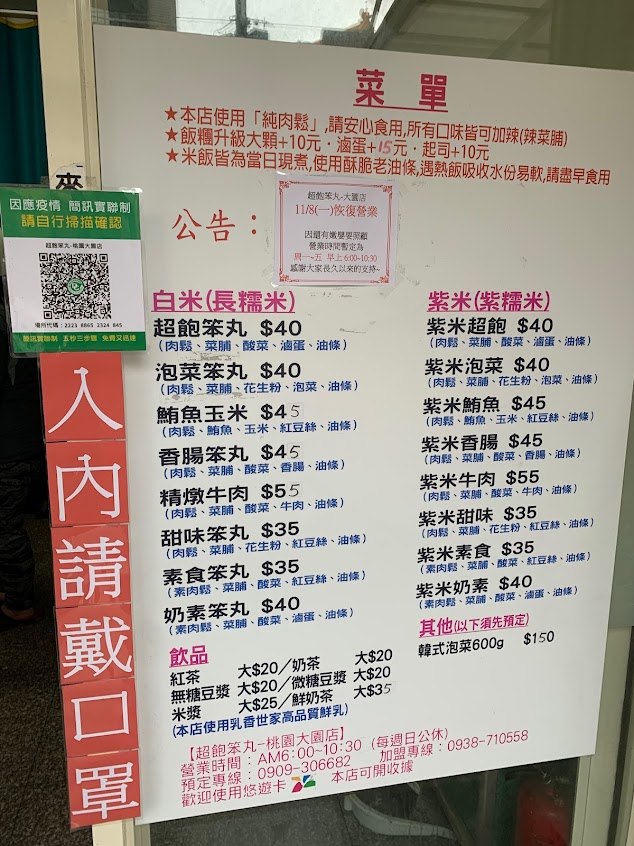 菜單
★本店使用「純肉鬆」,請安心食用,所有口味皆可加辣(辣菜脯)
★飯糰升級大顆+10元‧滷蛋+15元‧起司+10元
★米飯皆為當日現煮,使用酥脆老油條,遇熱飯吸收水份易軟,請盡早食用
公告：
超飽笨丸-大園店
11/8(一)恢復營業
因還有嫩嬰要照顧
營業時間暫定為
周一~五 早上6:00~10:30
感謝大家長久以來的支持~
因應疫情 簡訊實聯制
請自行掃描確認
超飽笨丸-桃園大園店
場所代碼：2223 8865 2324 845
簡訊實聯制 五秒三步驟 免費又迅速
入內請戴口罩
白米(長糯米)
超飽笨丸 $40
(肉鬆、菜脯、酸菜、滷蛋、油條)
泡菜笨丸 $40
(肉鬆、菜脯、花生粉、泡菜、油條)
鮪魚玉米 $45
(肉鬆、鮪魚、玉米、紅豆絲、油條)
香腸笨丸 $45
(肉鬆、菜脯、酸菜、香腸、油條)
精燉牛肉 $55
(肉鬆、菜脯、酸菜、牛肉、油條)
甜味笨丸 $35
(肉鬆、菜脯、花生粉、紅豆絲、油條)
素食笨丸 $35
(素肉鬆、菜脯、酸菜、紅豆絲、油條)
奶素笨丸 $40
(素肉鬆、菜脯、酸菜、滷蛋、油條)
紫米(紫糯米)
紫米超飽 $40
(肉鬆、菜脯、酸菜、滷蛋、油條)
紫米泡菜 $40
(肉鬆、菜脯、花生粉、泡菜、油條)
紫米鮪魚 $45
(肉鬆、鮪魚、玉米、紅豆絲、油條)
紫米香腸 $45
(肉鬆、菜脯、酸菜、香腸、油條)
紫米牛肉 $55
(肉鬆、菜脯、酸菜、牛肉、油條)
紫米甜味 $35
(肉鬆、菜脯、花生粉、紅豆絲、油條)
紫米素食 $35
(素肉鬆、菜脯、酸菜、紅豆絲、油條)
紫米奶素 $40
(素肉鬆、菜脯、酸菜、滷蛋、油條)
其他(以下須先預定)
韓式泡菜600g $150
飲品
紅茶 大$20／奶茶 大$20
無糖豆漿 大$20／微糖豆漿 大$20
米漿 大$25／鮮奶茶 大$35
(本店使用乳香世家高品質鮮乳)
【超飽笨丸-桃園大園店】
營業時間：AM6:00~10:30 (每週日公休)
預定專線：0909-306682 加盟專線：0938-710558
歡迎使用悠遊卡 本店可開收據